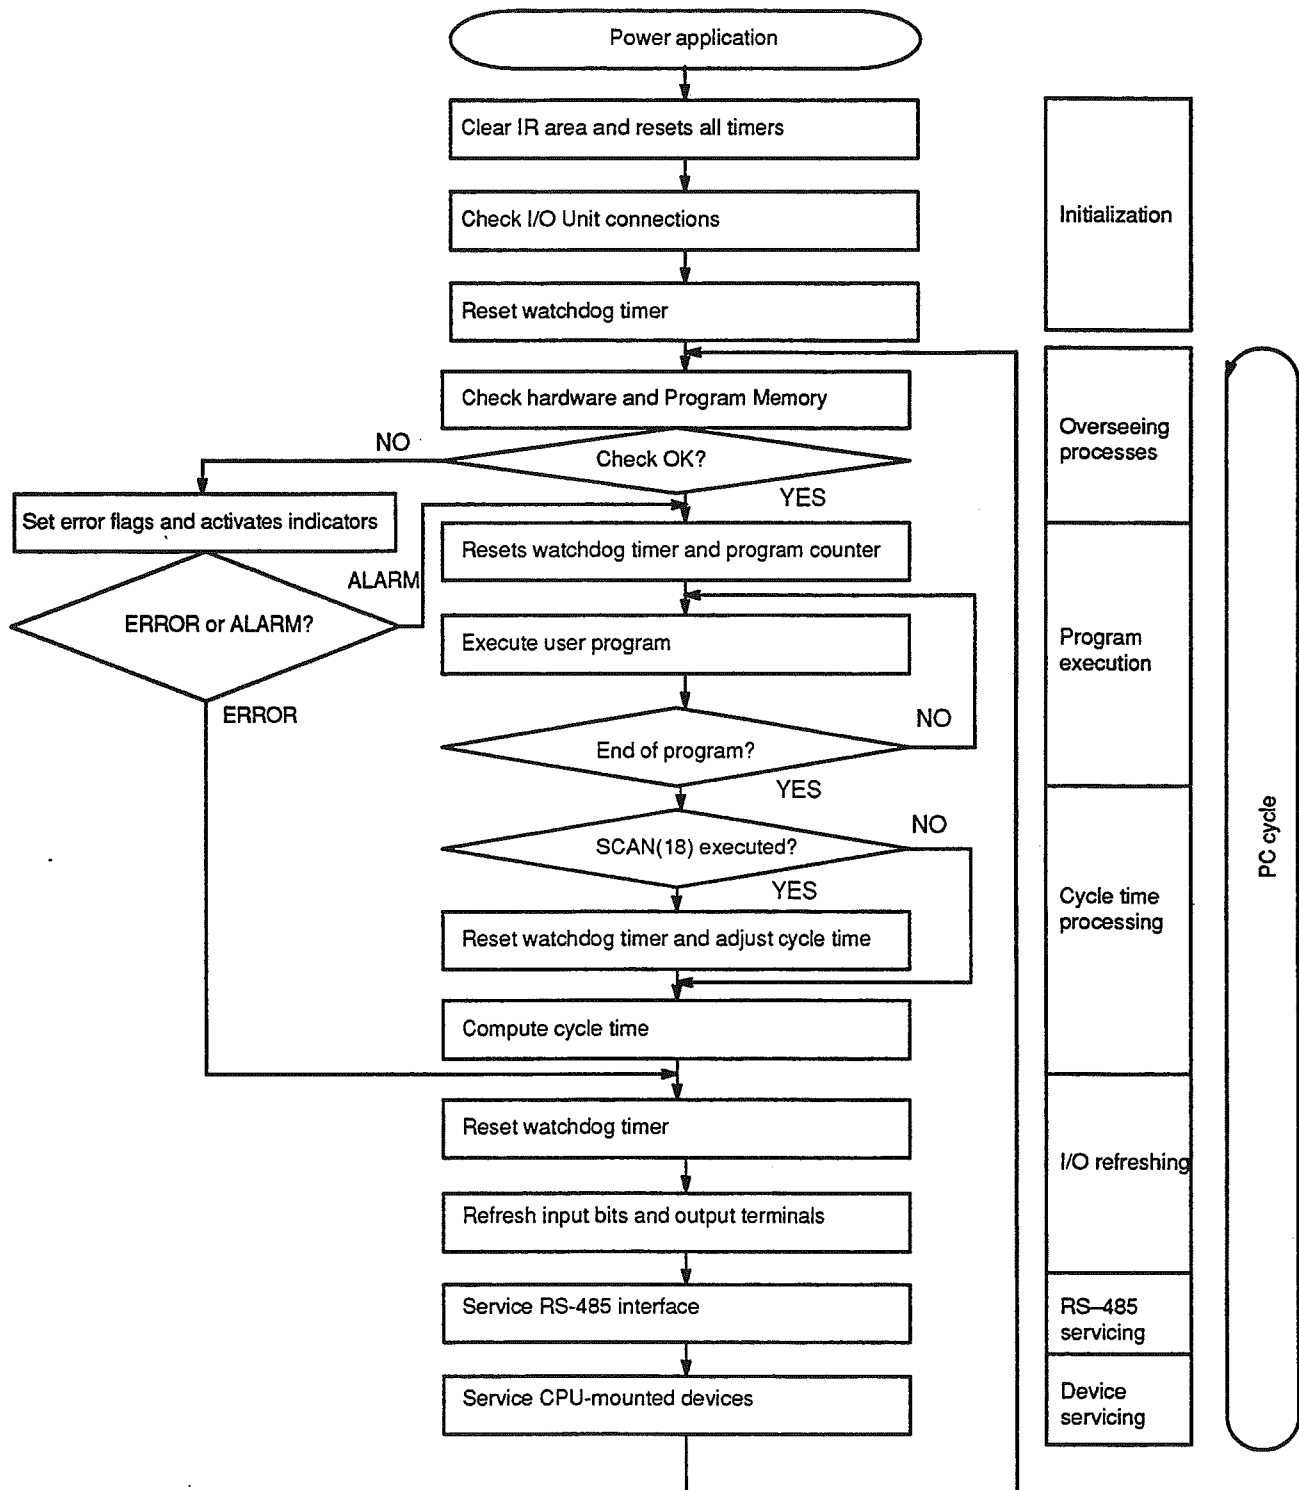 Power application
Clear IR area and resets all timers
Check I/O Unit connections
Initialization
Reset watchdog timer
Check hardware and Program Memory
Overseeing
processes
NO
Check OK?
YES
Set error flags and activates indicators
Resets watchdog timer and program counter
ALARM
ERROR or ALARM?
Execute user program
Program
execution
ERROR
NO
End of program?
YES
NO
SCAN(18) executed?
PC cycle
YES
Cycle time
processing
Reset watchdog timer and adjust cycle time
Compute cycle time
Reset watchdog timer
I/O refreshing
Refresh input bits and output terminals
Service RS-485 interface
RS–485
servicing
Service CPU-mounted devices
Device
servicing